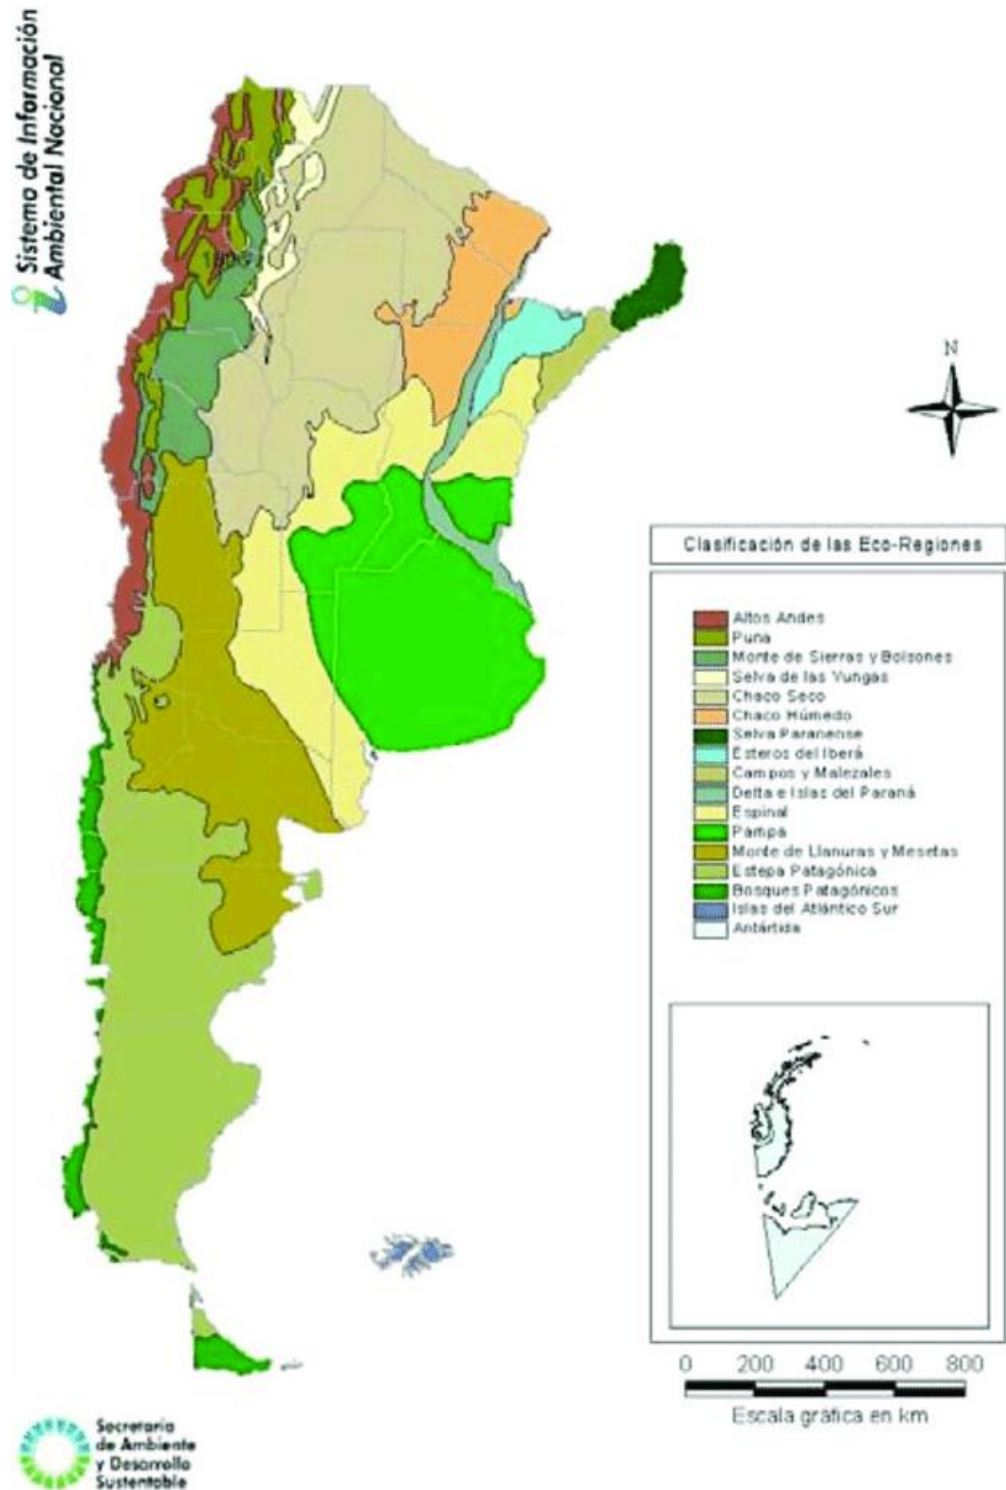 Sistema de Información
Ambiental Nacional
N
Clasificación de las Eco-Regiones
Altos Andes
Puna
Monte de Sierras y Bolsones
Selva de las Yungas
Chaco Seco
Chaco Húmedo
Selva Paranense
Esteros del Iberá
Campos y Malezales
Delta e Islas del Paraná
Espinal
Pampa
Monte de Llanuras y Mesetas
Estepa Patagónica
Bosques Patagónicos
Islas del Atlántico Sur
Antártida
0 200 400 600 800
Escala gráfica en km
Secretaría
de Ambiente
y Desarrollo
Sustentable